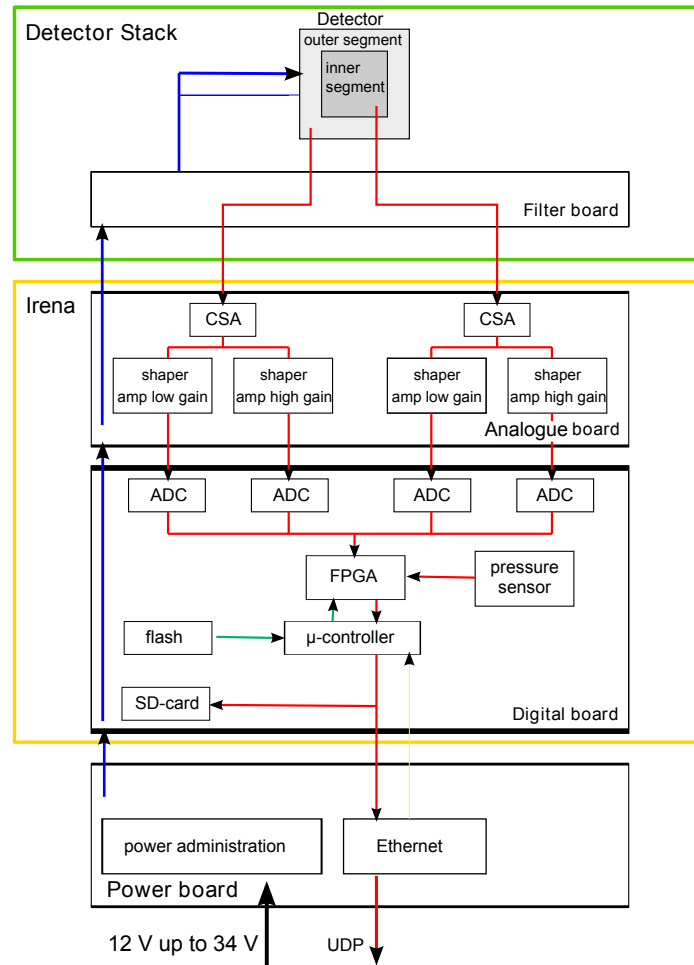 Detector Stack
Detector
outer segment
inner
segment
Filter board
Irena
CSA
CSA
shaper
amp low gain
shaper
amp high gain
shaper
amp low gain
shaper
amp high gain
Analogue board
ADC
ADC
ADC
ADC
FPGA
pressure
sensor
flash
μ-controller
SD-card
Digital board
power administration
Ethernet
Power board
12 V up to 34 V
UDP